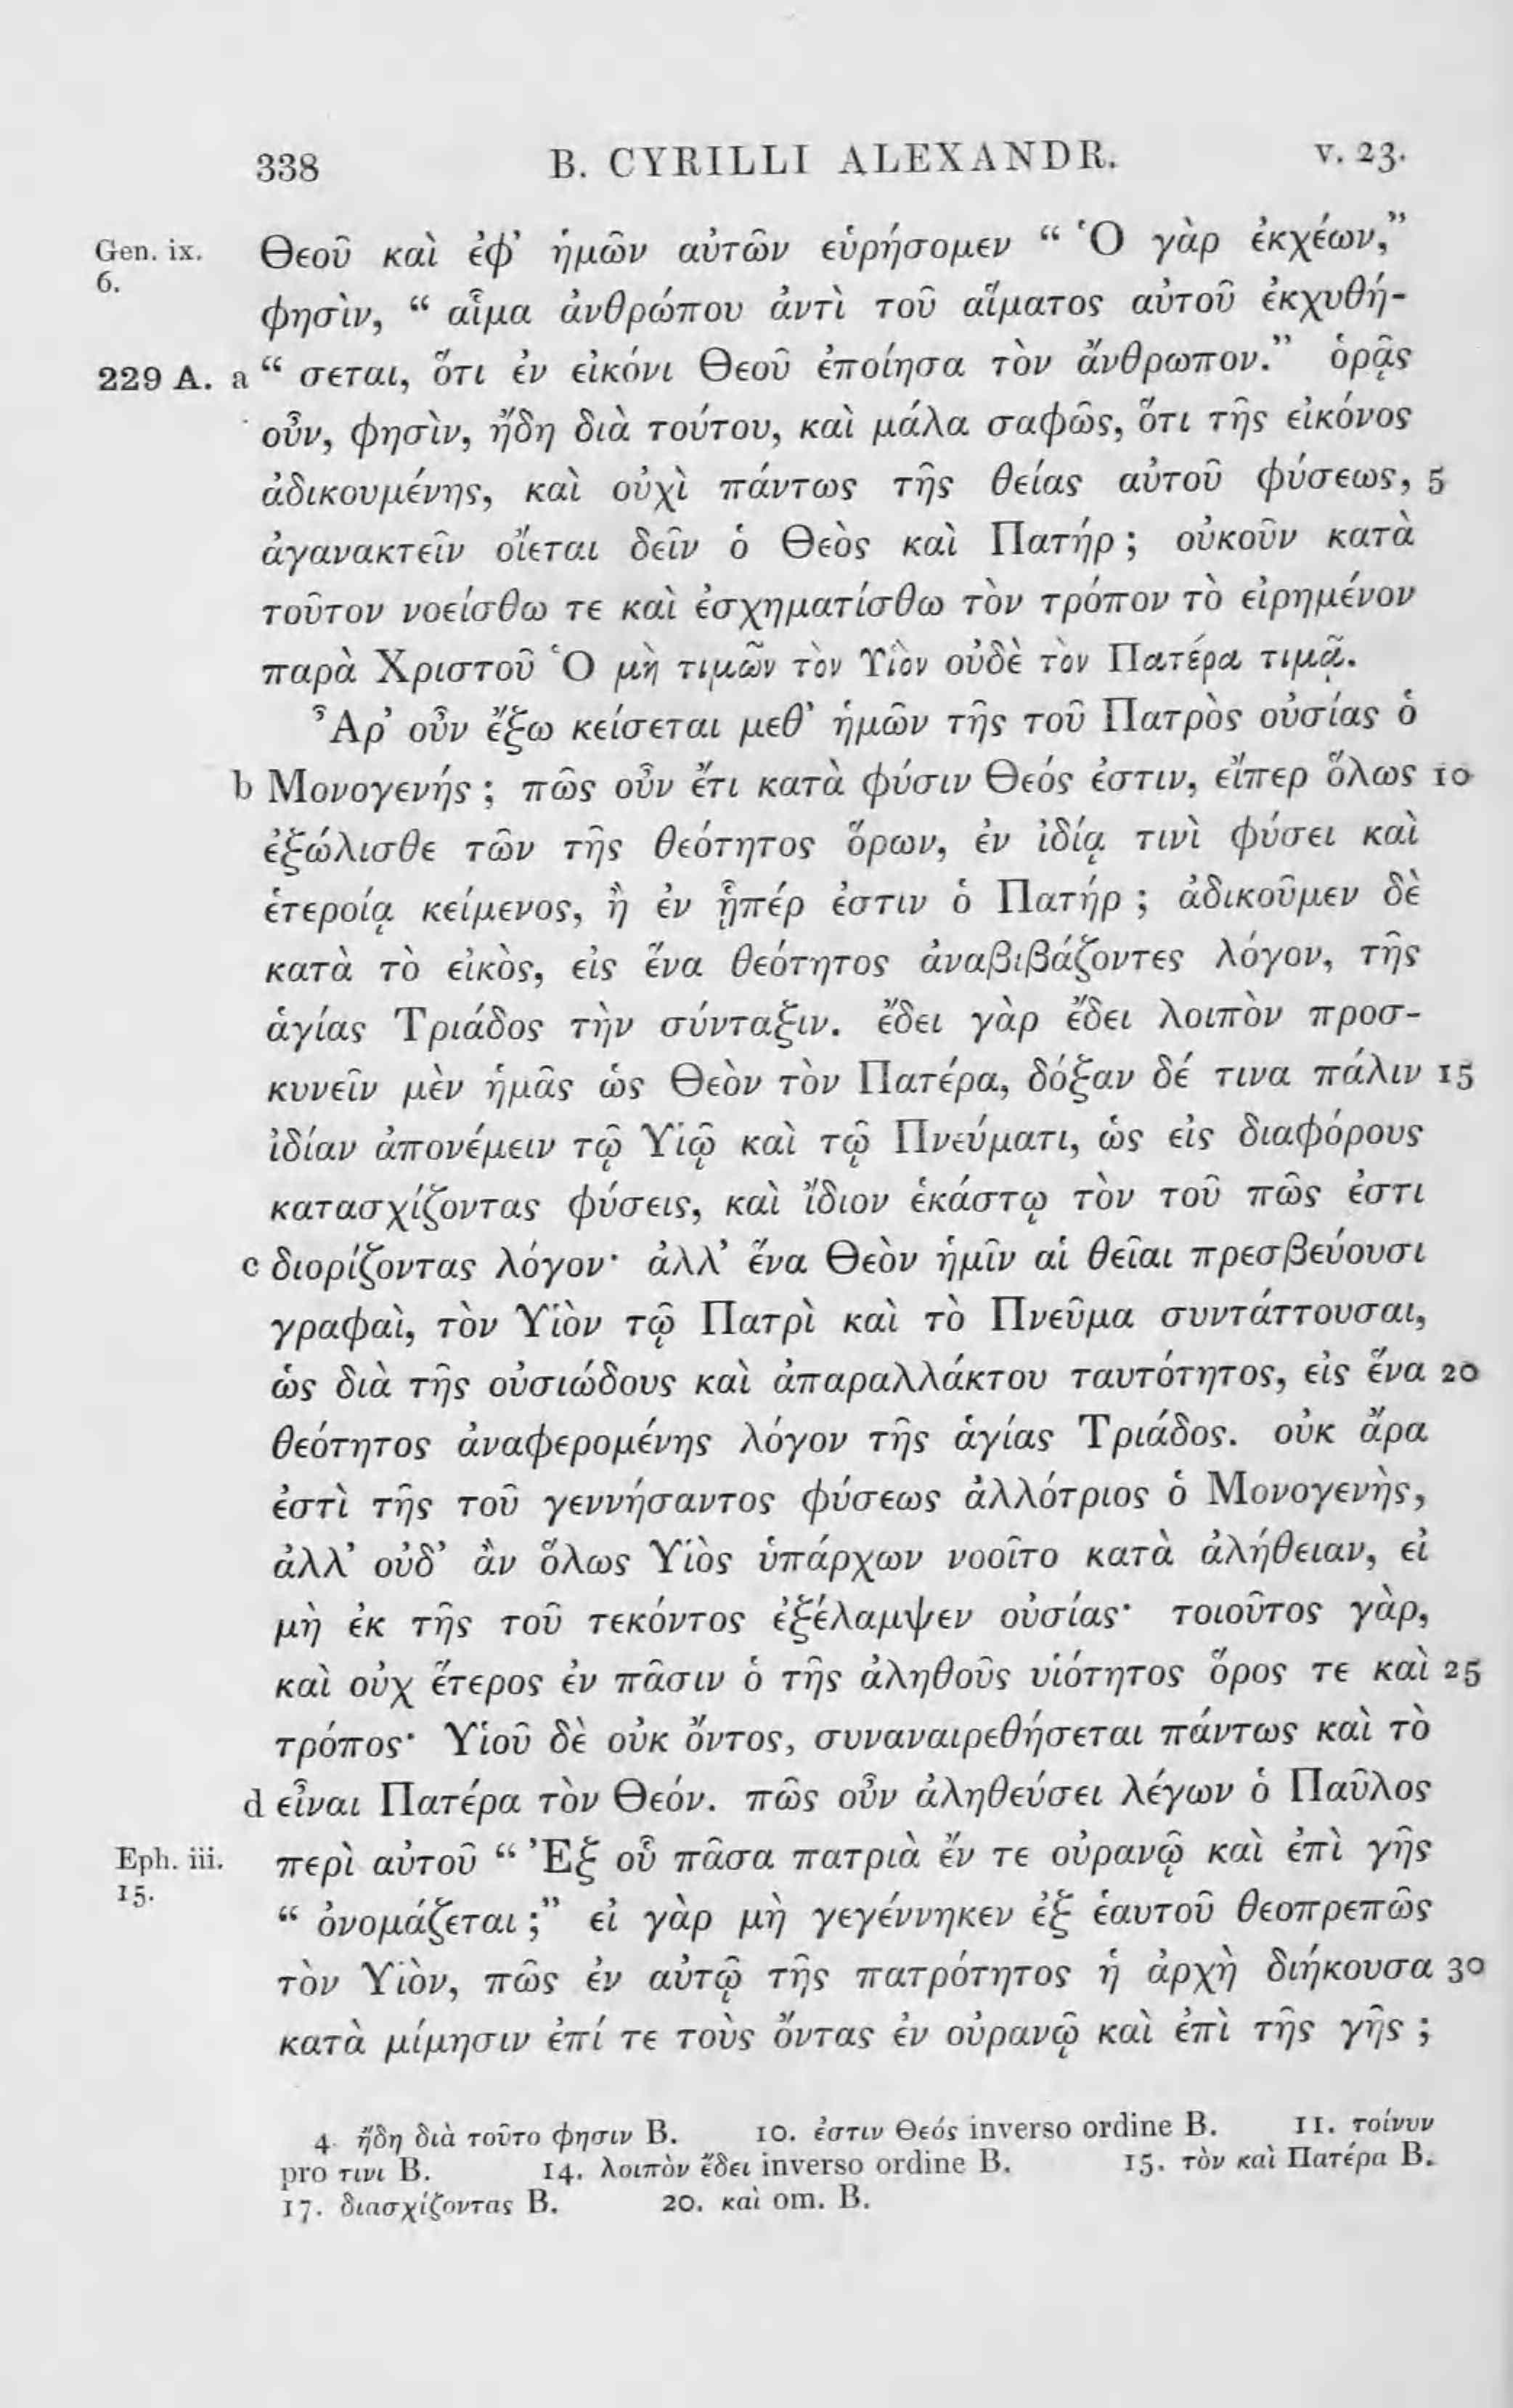 338 B. CYRILLI ALEXANDR. v. 23.
Gen. ix. Θεοῦ καὶ ἐφ’ ἡμῶν αὐτῶν εὑρήσομεν “ Ὁ γὰρ ἐκχέων,”
6.
φησὶν, “ αἷμα ἀνθρώπου ἀντὶ τοῦ αἵματος αὐτοῦ ἐκχυθή-
229 A. a “ σεται, ὅτι ἐν εἰκόνι Θεοῦ ἐποίησα τὸν ἄνθρωπον.” ὁρᾷς
οὖν, φησὶν, ἤδη διὰ τούτου, καὶ μάλα σαφῶς, ὅτι τῆς εἰκόνος
ἀδικουμένης, καὶ οὐχὶ πάντως τῆς θείας αὐτοῦ φύσεως, 5
ἀγανακτεῖν οἴεται δεῖν ὁ Θεὸς καὶ Πατήρ ; οὐκοῦν κατὰ
τοῦτον νοείσθω τε καὶ ἐσχηματίσθω τὸν τρόπον τὸ εἰρημένον
παρὰ Χριστοῦ Ὁ μὴ τιμῶν τὸν Υἱὸν οὐδὲ τὸν Πατέρα τιμᾷ.
Ἆρ’ οὖν ἔξω κείσεται μεθ’ ἡμῶν τῆς τοῦ Πατρὸς οὐσίας ὁ
b Μονογενής ; πῶς οὖν ἔτι κατὰ φύσιν Θεός ἐστιν, εἴπερ ὅλως 10
ἐξώλισθε τῶν τῆς θεότητος ὅρων, ἐν ἰδίᾳ τινὶ φύσει καὶ
ἑτεροίᾳ κείμενος, ἢ ἐν ᾗπέρ ἐστιν ὁ Πατήρ ; ἀδικοῦμεν δὲ
κατὰ τὸ εἰκὸς, εἰς ἕνα θεότητος ἀναβιβάζοντες λόγον, τῆς
ἁγίας Τριάδος τὴν σύνταξιν. ἔδει γὰρ ἔδει λοιπὸν προσ-
κυνεῖν μὲν ἡμᾶς ὡς Θεὸν τὸν Πατέρα, δόξαν δέ τινα πάλιν 15
ἰδίαν ἀπονέμειν τῷ Υἱῷ καὶ τῷ Πνεύματι, ὡς εἰς διαφόρους
κατασχίζοντας φύσεις, καὶ ἴδιον ἑκάστῳ τὸν τοῦ πῶς ἐστι
c διορίζοντας λόγον· ἀλλ’ ἕνα Θεὸν ἡμῖν αἱ θεῖαι πρεσβεύουσι
γραφαὶ, τὸν Υἱὸν τῷ Πατρὶ καὶ τὸ Πνεῦμα συντάττουσαι,
ὡς διὰ τῆς οὐσιώδους καὶ ἀπαραλλάκτου ταυτότητος, εἰς ἕνα 20
θεότητος ἀναφερομένης λόγον τῆς ἁγίας Τριάδος. οὐκ ἄρα
ἐστὶ τῆς τοῦ γεννήσαντος φύσεως ἀλλότριος ὁ Μονογενὴς,
ἀλλ’ οὐδ’ ἂν ὅλως Υἱὸς ὑπάρχων νοοῖτο κατὰ ἀλήθειαν, εἰ
μὴ ἐκ τῆς τοῦ τεκόντος ἐξέλαμψεν οὐσίας· τοιοῦτος γὰρ,
καὶ οὐχ ἕτερος ἐν πᾶσιν ὁ τῆς ἀληθοῦς υἱότητος ὅρος τε καὶ 25
τρόπος· Υἱοῦ δὲ οὐκ ὄντος, συναναιρεθήσεται πάντως καὶ τὸ
d εἶναι Πατέρα τὸν Θεόν. πῶς οὖν ἀληθεύσει λέγων ὁ Παῦλος
Eph. iii. περὶ αὐτοῦ “ Ἐξ οὗ πᾶσα πατριὰ ἔν τε οὐρανῷ καὶ ἐπὶ γῆς
15.
“ ὀνομάζεται ;” εἰ γὰρ μὴ γεγέννηκεν ἐξ ἑαυτοῦ θεοπρεπῶς
τὸν Υἱὸν, πῶς ἐν αὐτῷ τῆς πατρότητος ἡ ἀρχὴ διήκουσα 30
κατὰ μίμησιν ἐπί τε τοὺς ὄντας ἐν οὐρανῷ καὶ ἐπὶ τῆς γῆς ;
4. ἤδη διὰ τοῦτο φησιν B. 10. ἐστιν Θεός inverso ordine B. 11. τοίνυν
pro τινι B. 14. λοιπὸν ἔδει inverso ordine B. 15. τὸν καὶ Πατέρα B.
17. διασχίζοντας B. 20. καὶ om. B.